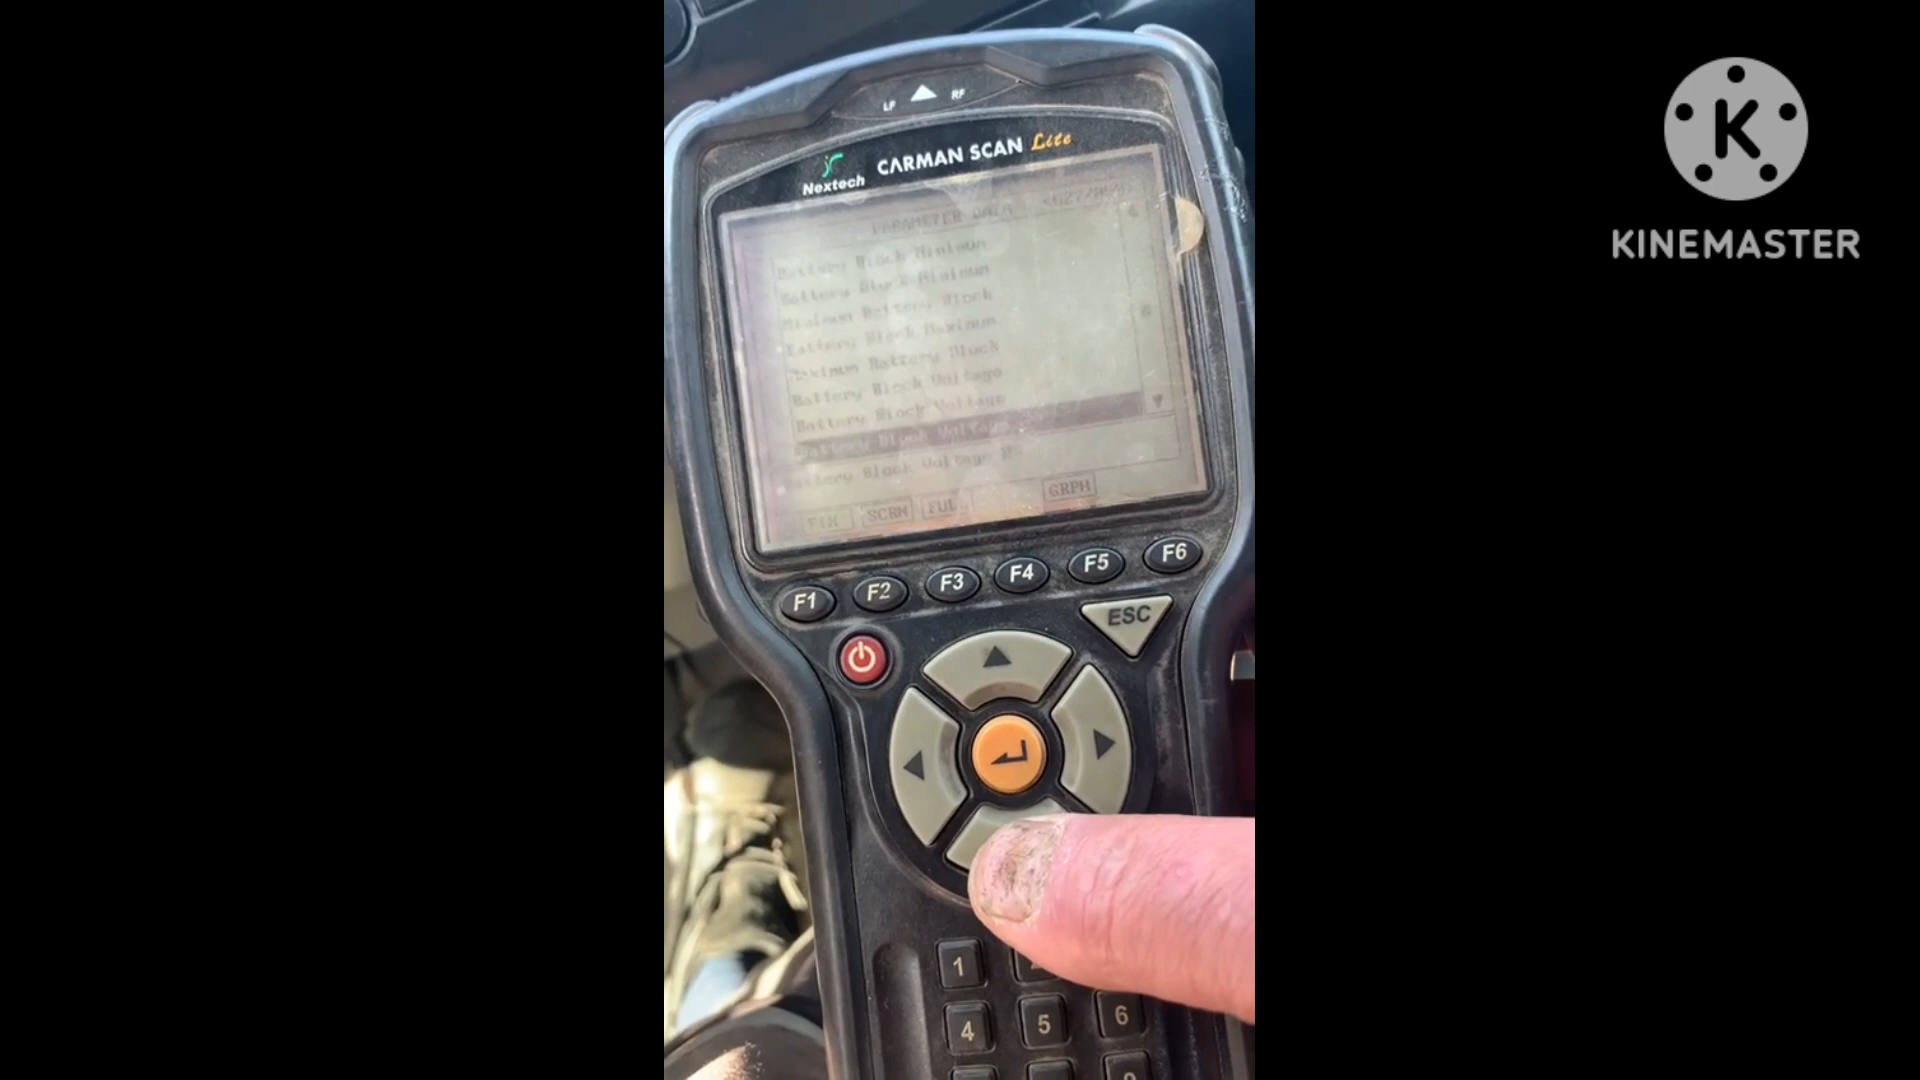 LF RF
Nextech CARMAN SCAN Lite
PARAMETER DATA
Battery Block Minimum
Battery Block Minimum
Minimum Battery Block
Battery Block Maximum
Maximum Battery Block
Battery Block Voltage
Battery Block Voltage
Battery Block Voltage
Battery Block Voltage
FIX SCRN FUL GRPH
F1 F2 F3 F4 F5 F6
ESC
1
4 5 6
K
KINEMASTER